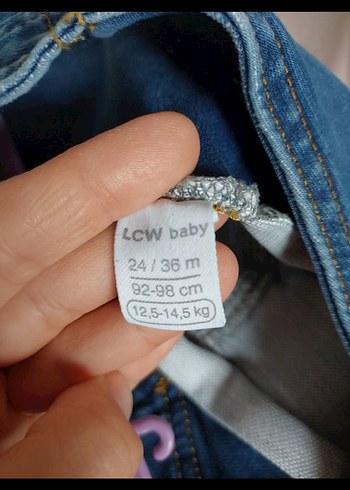 LCW baby
24 / 36 m
92-98 cm
12,5-14,5 kg